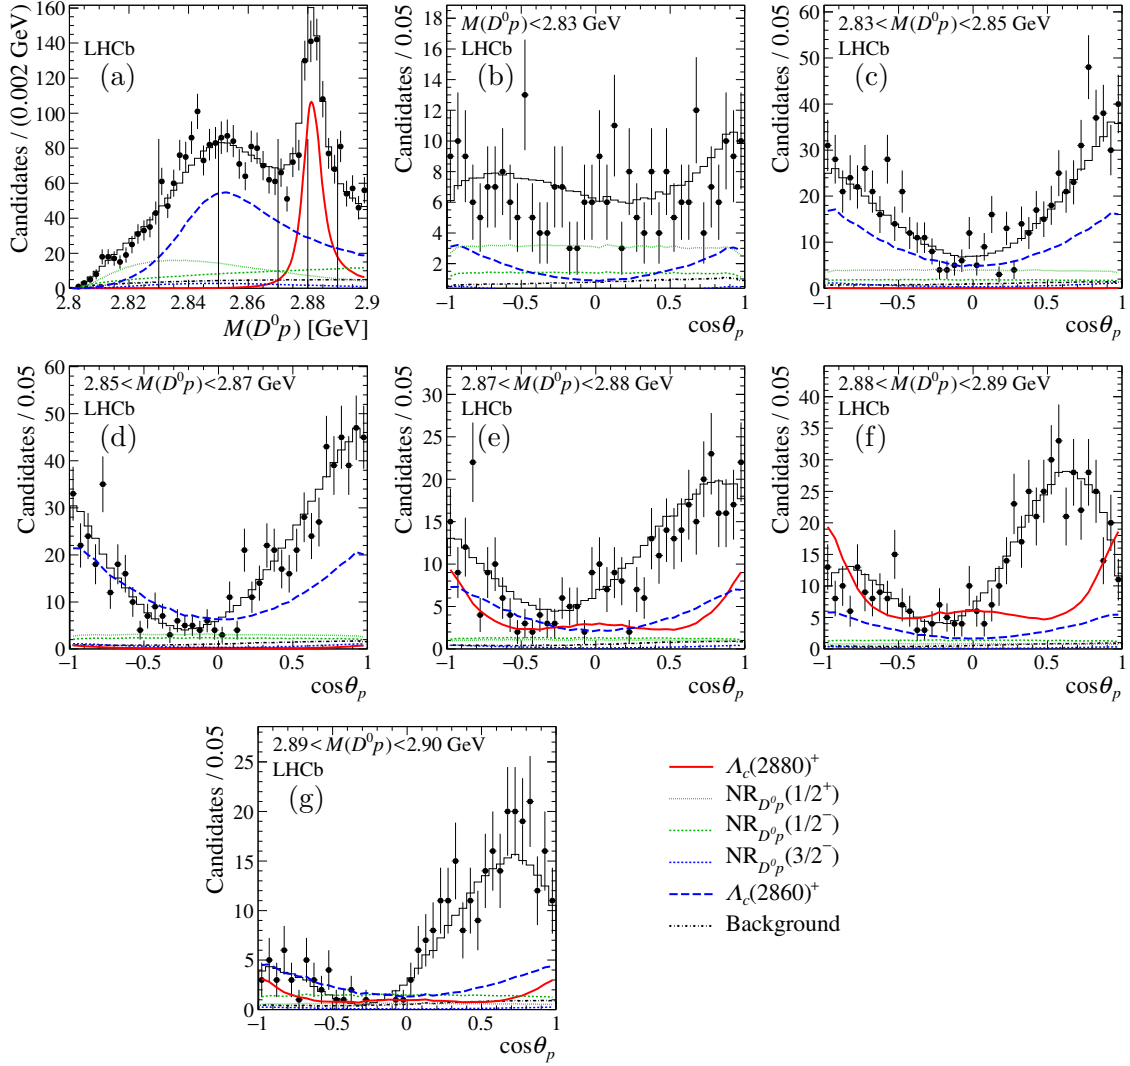 Candidates / (0.002 GeV)
160
140
120
100
80
60
40
20
0
LHCb
(a)
2.8
2.82
2.84
2.86
2.88
2.9
M(D⁰p) [GeV]
Candidates / 0.05
18
16
14
12
10
8
6
4
2
M(D⁰p)<2.83 GeV
LHCb
(b)
−1
−0.5
0
0.5
1
cosθₚ
Candidates / 0.05
60
50
40
30
20
10
0
2.83<M(D⁰p)<2.85 GeV
LHCb
(c)
−1
−0.5
0
0.5
1
cosθₚ
Candidates / 0.05
60
50
40
30
20
10
0
2.85<M(D⁰p)<2.87 GeV
LHCb
(d)
−1
−0.5
0
0.5
1
cosθₚ
Candidates / 0.05
30
25
20
15
10
5
0
2.87<M(D⁰p)<2.88 GeV
LHCb
(e)
−1
−0.5
0
0.5
1
cosθₚ
Candidates / 0.05
40
35
30
25
20
15
10
5
0
2.88<M(D⁰p)<2.89 GeV
LHCb
(f)
−1
−0.5
0
0.5
1
cosθₚ
Candidates / 0.05
25
20
15
10
5
0
2.89<M(D⁰p)<2.90 GeV
LHCb
(g)
−1
−0.5
0
0.5
1
cosθₚ
Λc(2880)⁺
NR_D⁰p(1/2⁺)
NR_D⁰p(1/2⁻)
NR_D⁰p(3/2⁻)
Λc(2860)⁺
Background